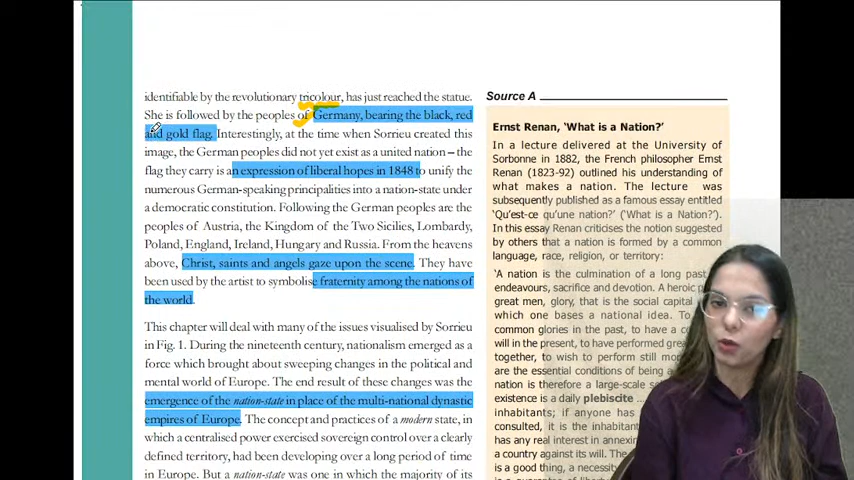 identifiable by the revolutionary tricolour, has just reached the statue.
She is followed by the peoples of Germany, bearing the black, red
and gold flag. Interestingly, at the time when Sorrieu created this
image, the German peoples did not yet exist as a united nation – the
flag they carry is an expression of liberal hopes in 1848 to unify the
numerous German-speaking principalities into a nation-state under
a democratic constitution. Following the German peoples are the
peoples of Austria, the Kingdom of the Two Sicilies, Lombardy,
Poland, England, Ireland, Hungary and Russia. From the heavens
above, Christ, saints and angels gaze upon the scene. They have
been used by the artist to symbolise fraternity among the nations of
the world.
This chapter will deal with many of the issues visualised by Sorrieu
in Fig. 1. During the nineteenth century, nationalism emerged as a
force which brought about sweeping changes in the political and
mental world of Europe. The end result of these changes was the
emergence of the nation-state in place of the multi-national dynastic
empires of Europe. The concept and practices of a modern state, in
which a centralised power exercised sovereign control over a clearly
defined territory, had been developing over a long period of time
in Europe. But a nation-state was one in which the majority of its
Source A
Ernst Renan, ‘What is a Nation?’
In a lecture delivered at the University of
Sorbonne in 1882, the French philosopher Ernst
Renan (1823-92) outlined his understanding of
what makes a nation. The lecture was
subsequently published as a famous essay entitled
‘Qu’est-ce qu’une nation?’ (‘What is a Nation?’).
In this essay Renan criticises the notion suggested
by others that a nation is formed by a common
language, race, religion, or territory:
‘A nation is the culmination of a long past
endeavours, sacrifice and devotion. A heroic
great men, glory, that is the social capital
which one bases a national idea. To
common glories in the past, to have a
will in the present, to have performed
together, to wish to perform still
are the essential conditions of being
nation is therefore a large-scale
existence is a daily plebiscite ...
inhabitants; if anyone has
consulted, it is the inhabitant
has any real interest in annexin
a country against its will. The
is a good thing, a necessity